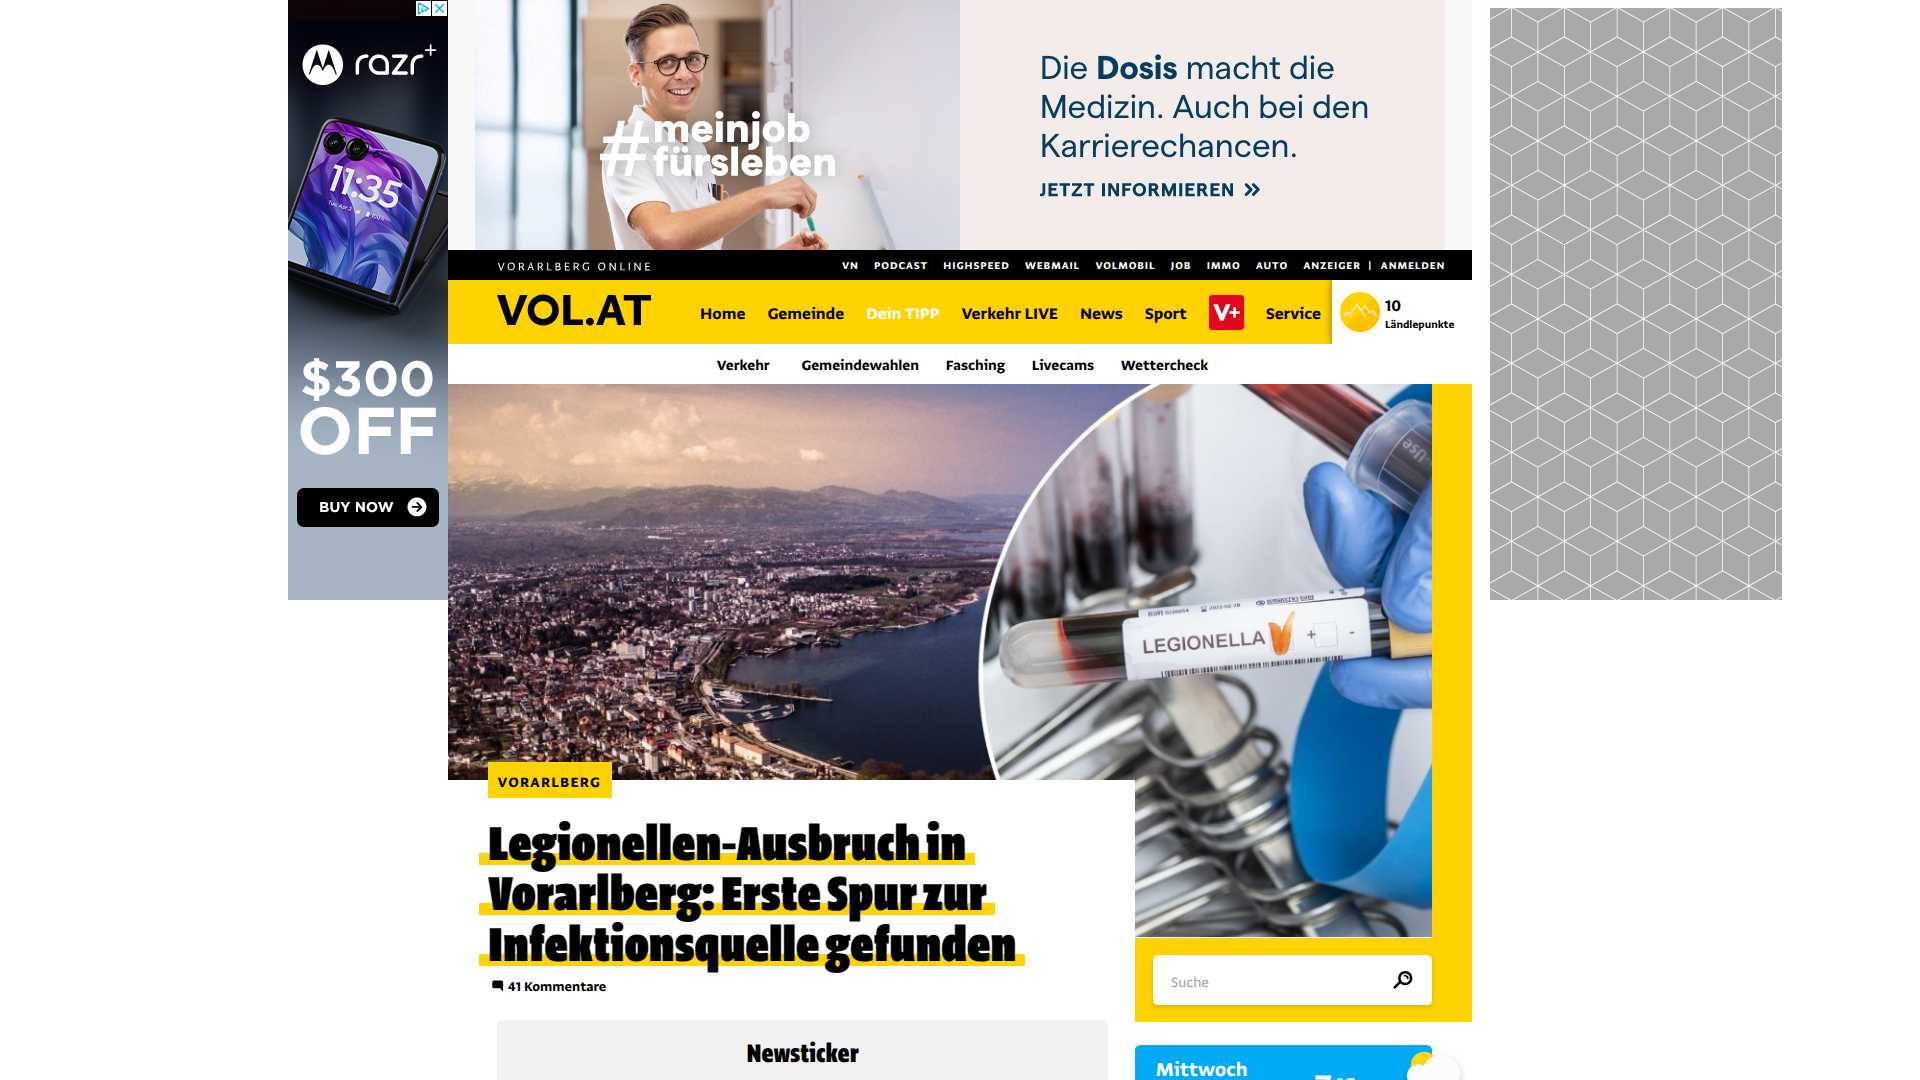 razr+
11:35
$300
OFF
BUY NOW
#meinjob
fürsleben
Die Dosis macht die
Medizin. Auch bei den
Karrierechancen.
JETZT INFORMIEREN
VORARLBERG ONLINE
VN PODCAST HIGHSPEED WEBMAIL VOLMOBIL JOB IMMO AUTO ANZEIGER | ANMELDEN
VOL.AT
Home Gemeinde Dein TIPP Verkehr LIVE News Sport V+ Service
10
Ländlepunkte
Verkehr Gemeindewahlen Fasching Livecams Wettercheck
Use
LEGIONELLA + -
VORARLBERG
Legionellen-Ausbruch in
Vorarlberg: Erste Spur zur
Infektionsquelle gefunden
41 Kommentare
Suche
Newsticker
Mittwoch